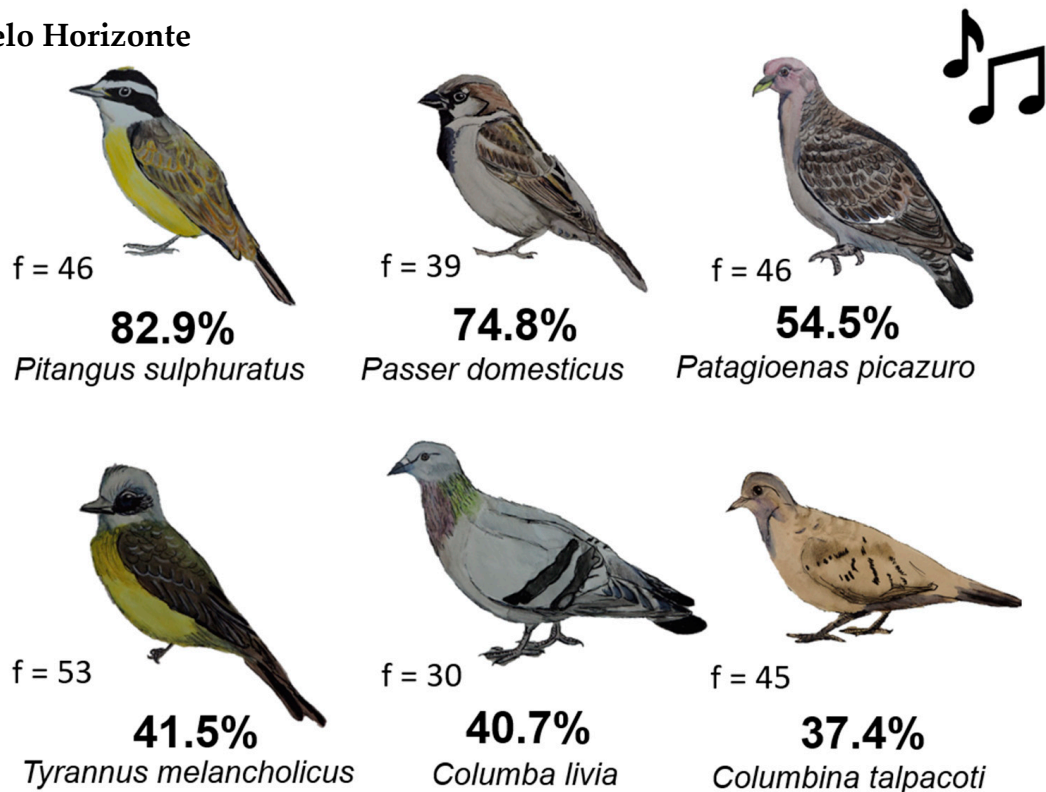 elo Horizonte
f = 46
82.9%
Pitangus sulphuratus
f = 39
74.8%
Passer domesticus
f = 46
54.5%
Patagioenas picazuro
f = 53
41.5%
Tyrannus melancholicus
f = 30
40.7%
Columba livia
f = 45
37.4%
Columbina talpacoti